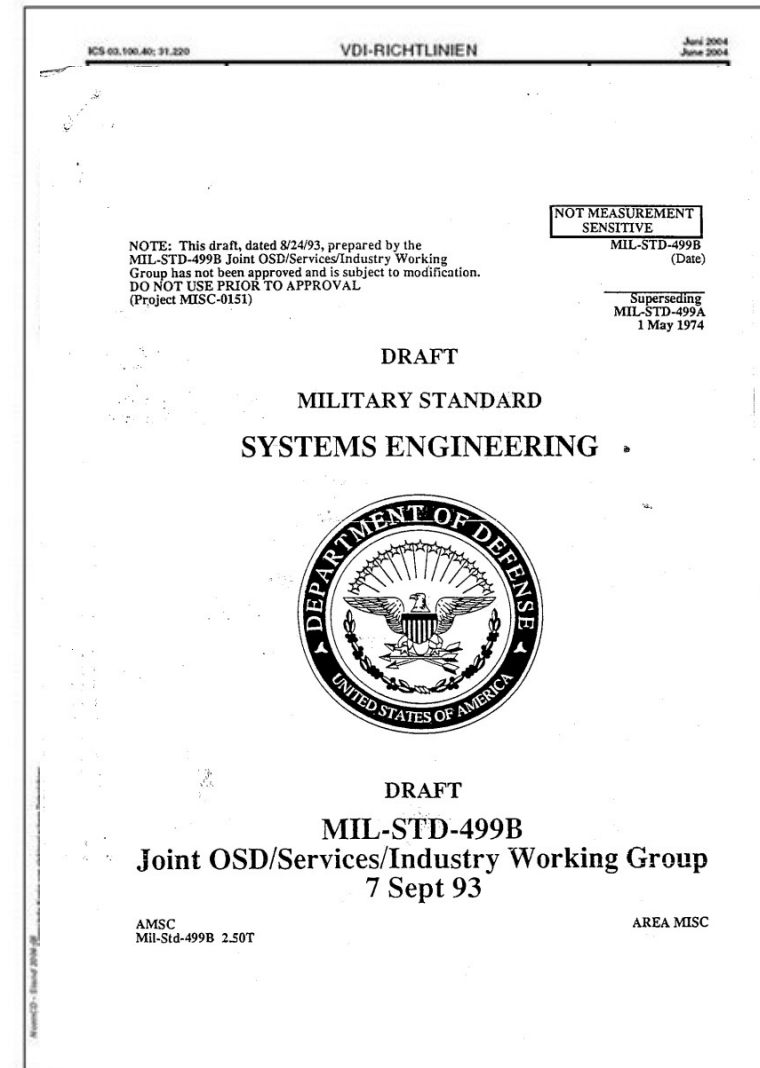 ICS 03.100.40; 31.220
VDI-RICHTLINIEN
Juni 2004
June 2004
NOT MEASUREMENT
SENSITIVE
MIL-STD-499B
(Date)
NOTE: This draft, dated 8/24/93, prepared by the
MIL-STD-499B Joint OSD/Services/Industry Working
Group has not been approved and is subject to modification.
DO NOT USE PRIOR TO APPROVAL
(Project MISC-0151)
Superseding
MIL-STD-499A
1 May 1974
DRAFT
MILITARY STANDARD
SYSTEMS ENGINEERING
DEPARTMENT OF DEFENSE
UNITED STATES OF AMERICA
DRAFT
MIL-STD-499B
Joint OSD/Services/Industry Working Group
7 Sept 93
AMSC
Mil-Std-499B 2.50T
AREA MISC